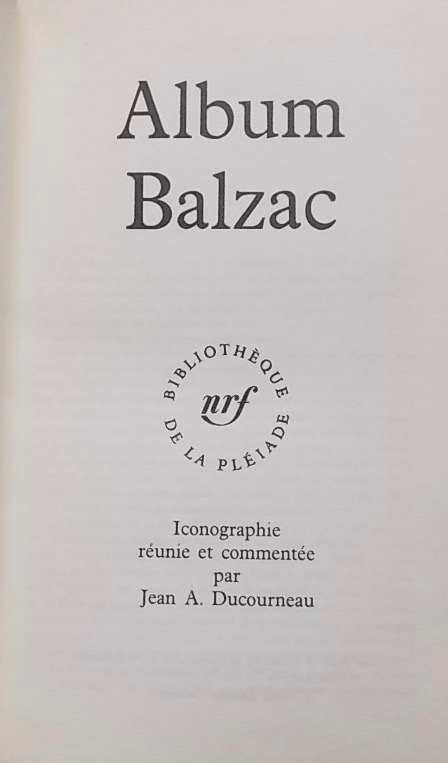 Album
Balzac
BIBLIOTHÈQUE
DE LA PLÉIADE
nrf
Iconographie
réunie et commentée
par
Jean A. Ducourneau